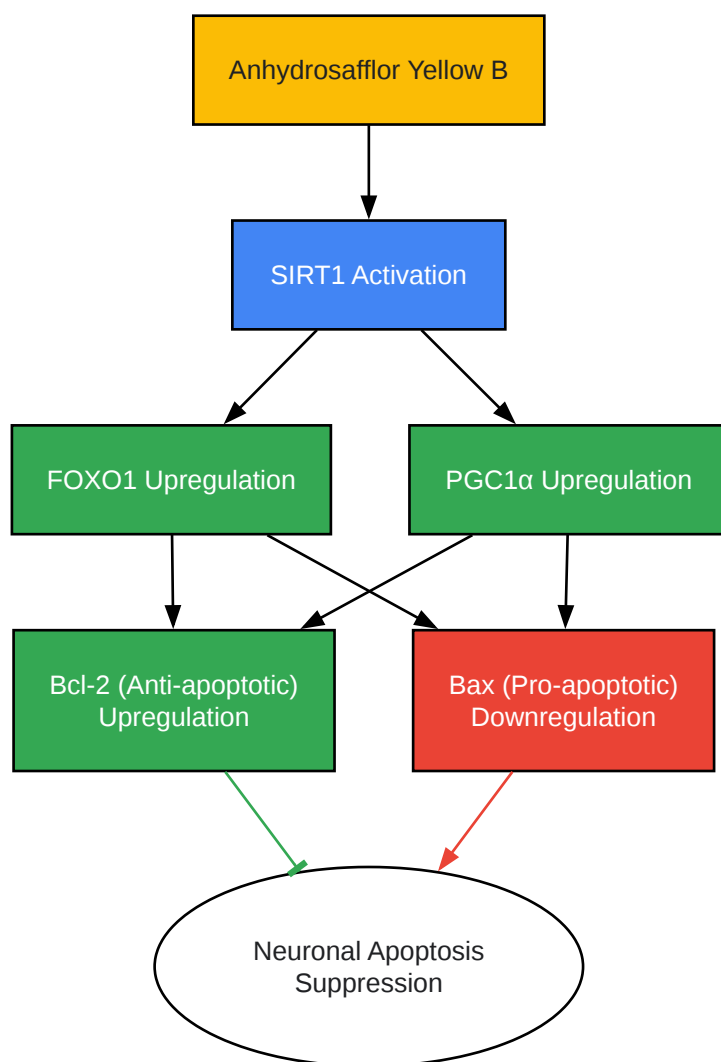 Anhydrosafflor Yellow B
SIRT1 Activation
FOXO1 Upregulation
PGC1α Upregulation
Bcl-2 (Anti-apoptotic)
Upregulation
Bax (Pro-apoptotic)
Downregulation
Neuronal Apoptosis
Suppression